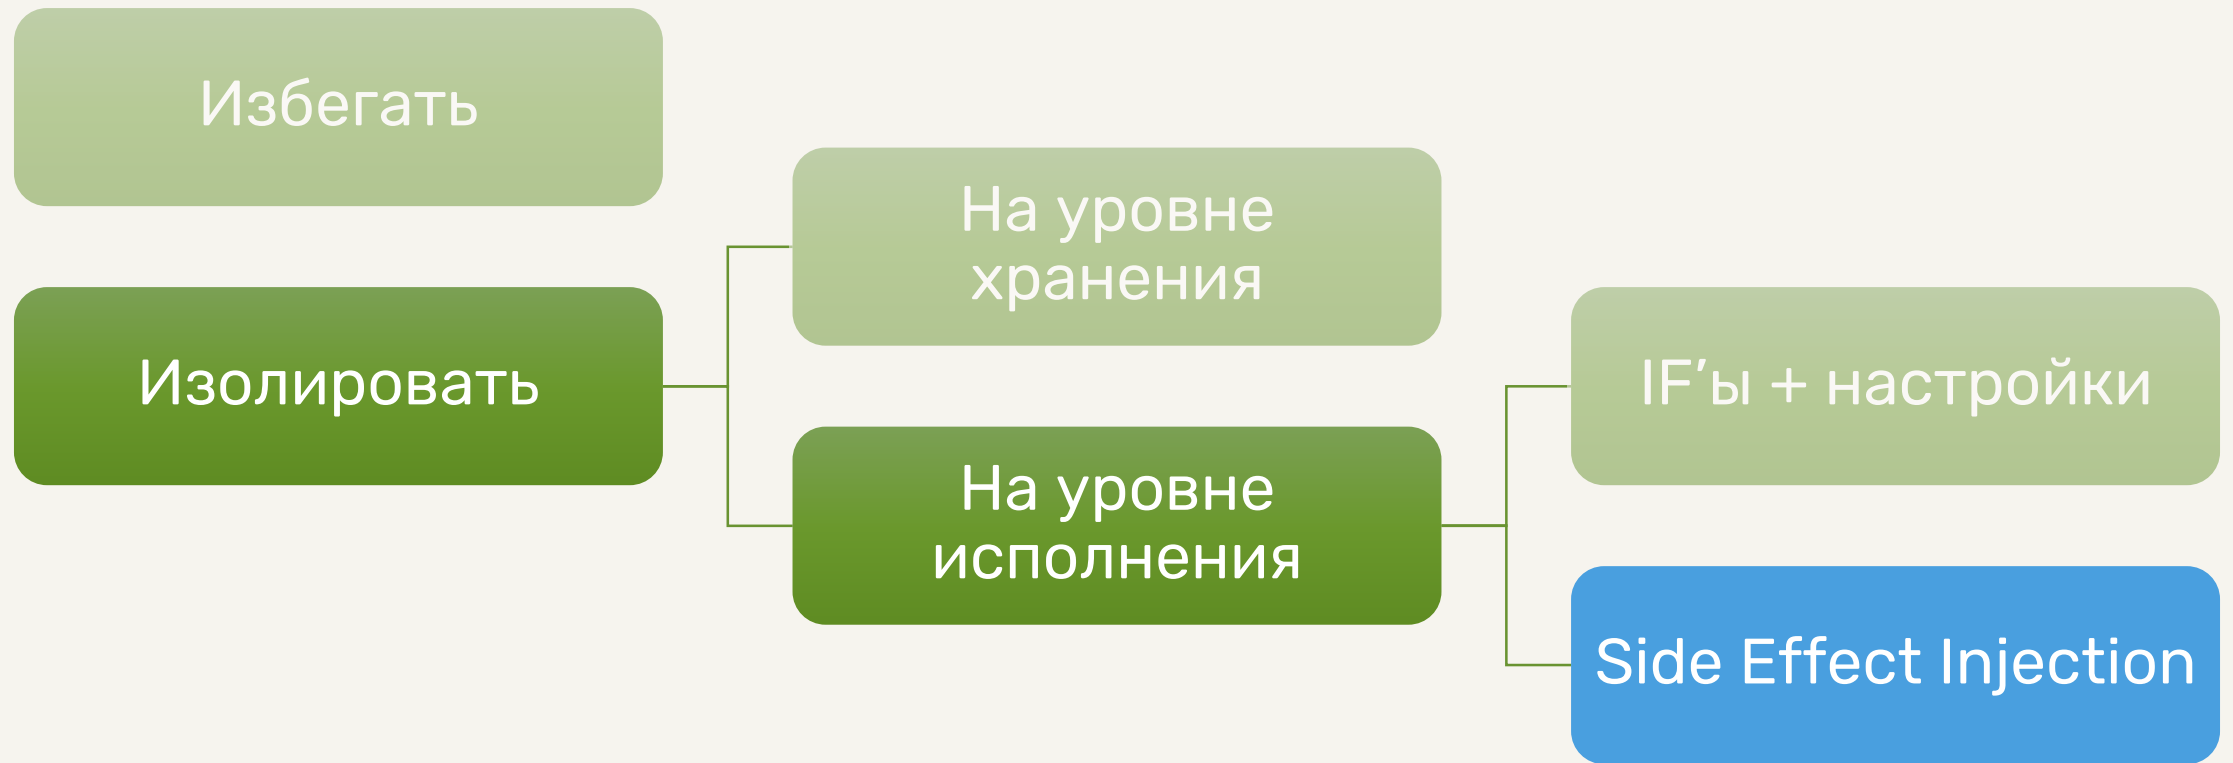 Избегать
Изолировать
На уровне
хранения
На уровне
исполнения
IF’ы + настройки
Side Effect Injection